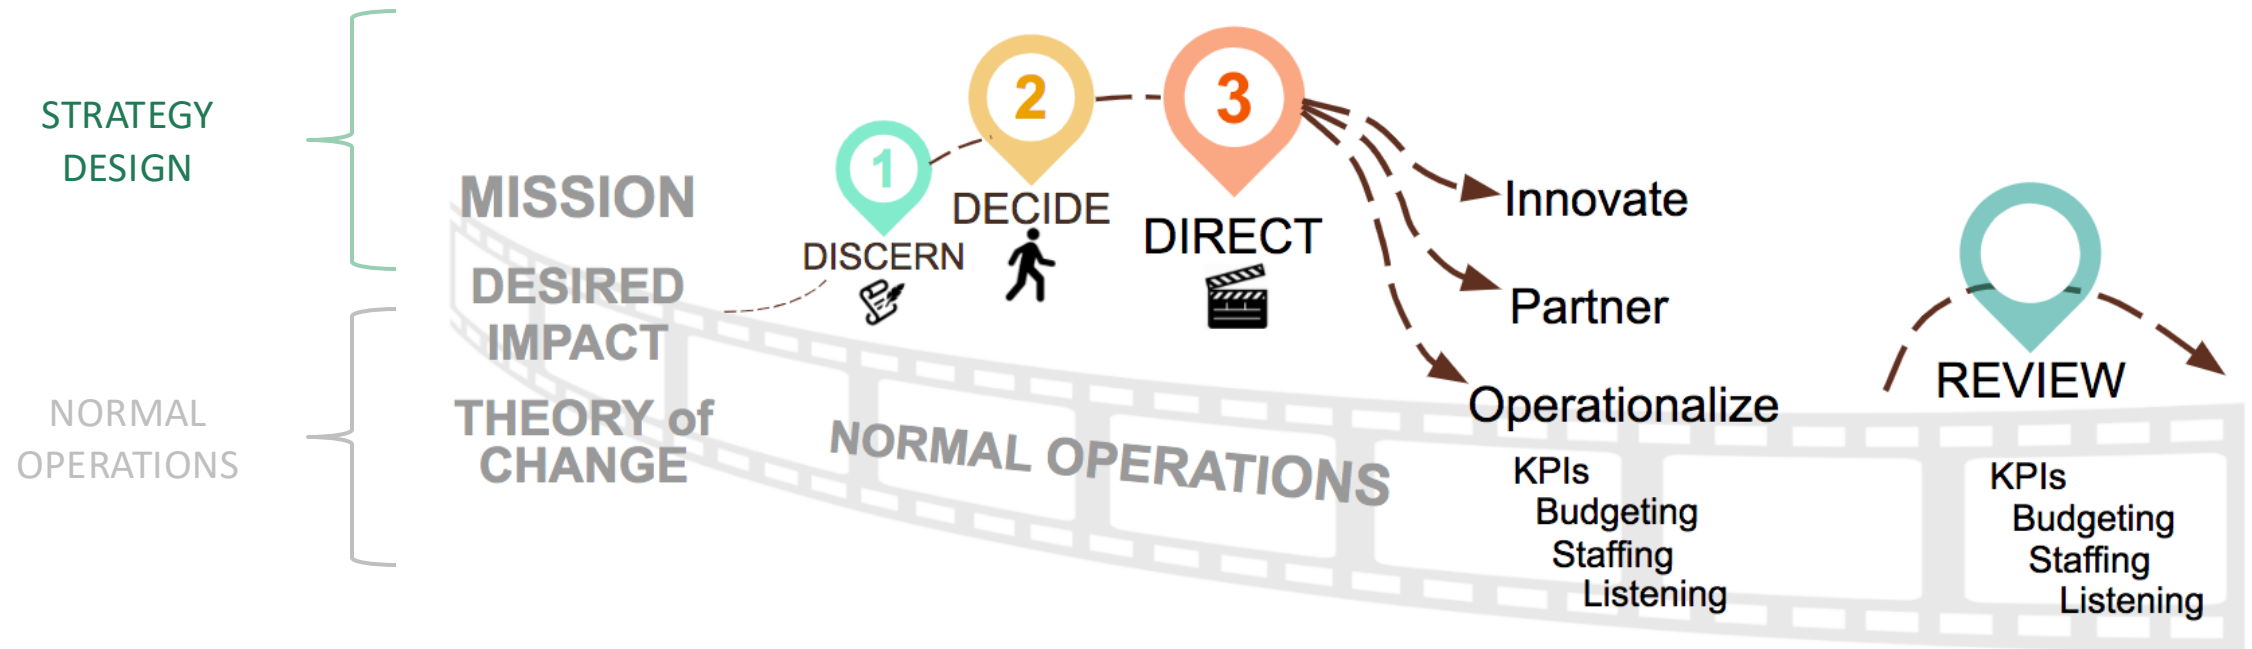 STRATEGY
DESIGN
NORMAL
OPERATIONS
MISSION
DESIRED
IMPACT
THEORY of
CHANGE
NORMAL OPERATIONS
1
DISCERN
2
DECIDE
3
DIRECT
Innovate
Partner
Operationalize
KPIs
Budgeting
Staffing
Listening
REVIEW
KPIs
Budgeting
Staffing
Listening